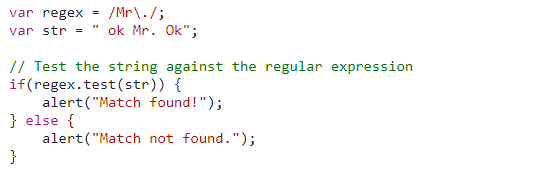 var regex = /Mr\./;
var str = " ok Mr. Ok";

// Test the string against the regular expression
if(regex.test(str)) {
    alert("Match found!");
} else {
    alert("Match not found.");
}